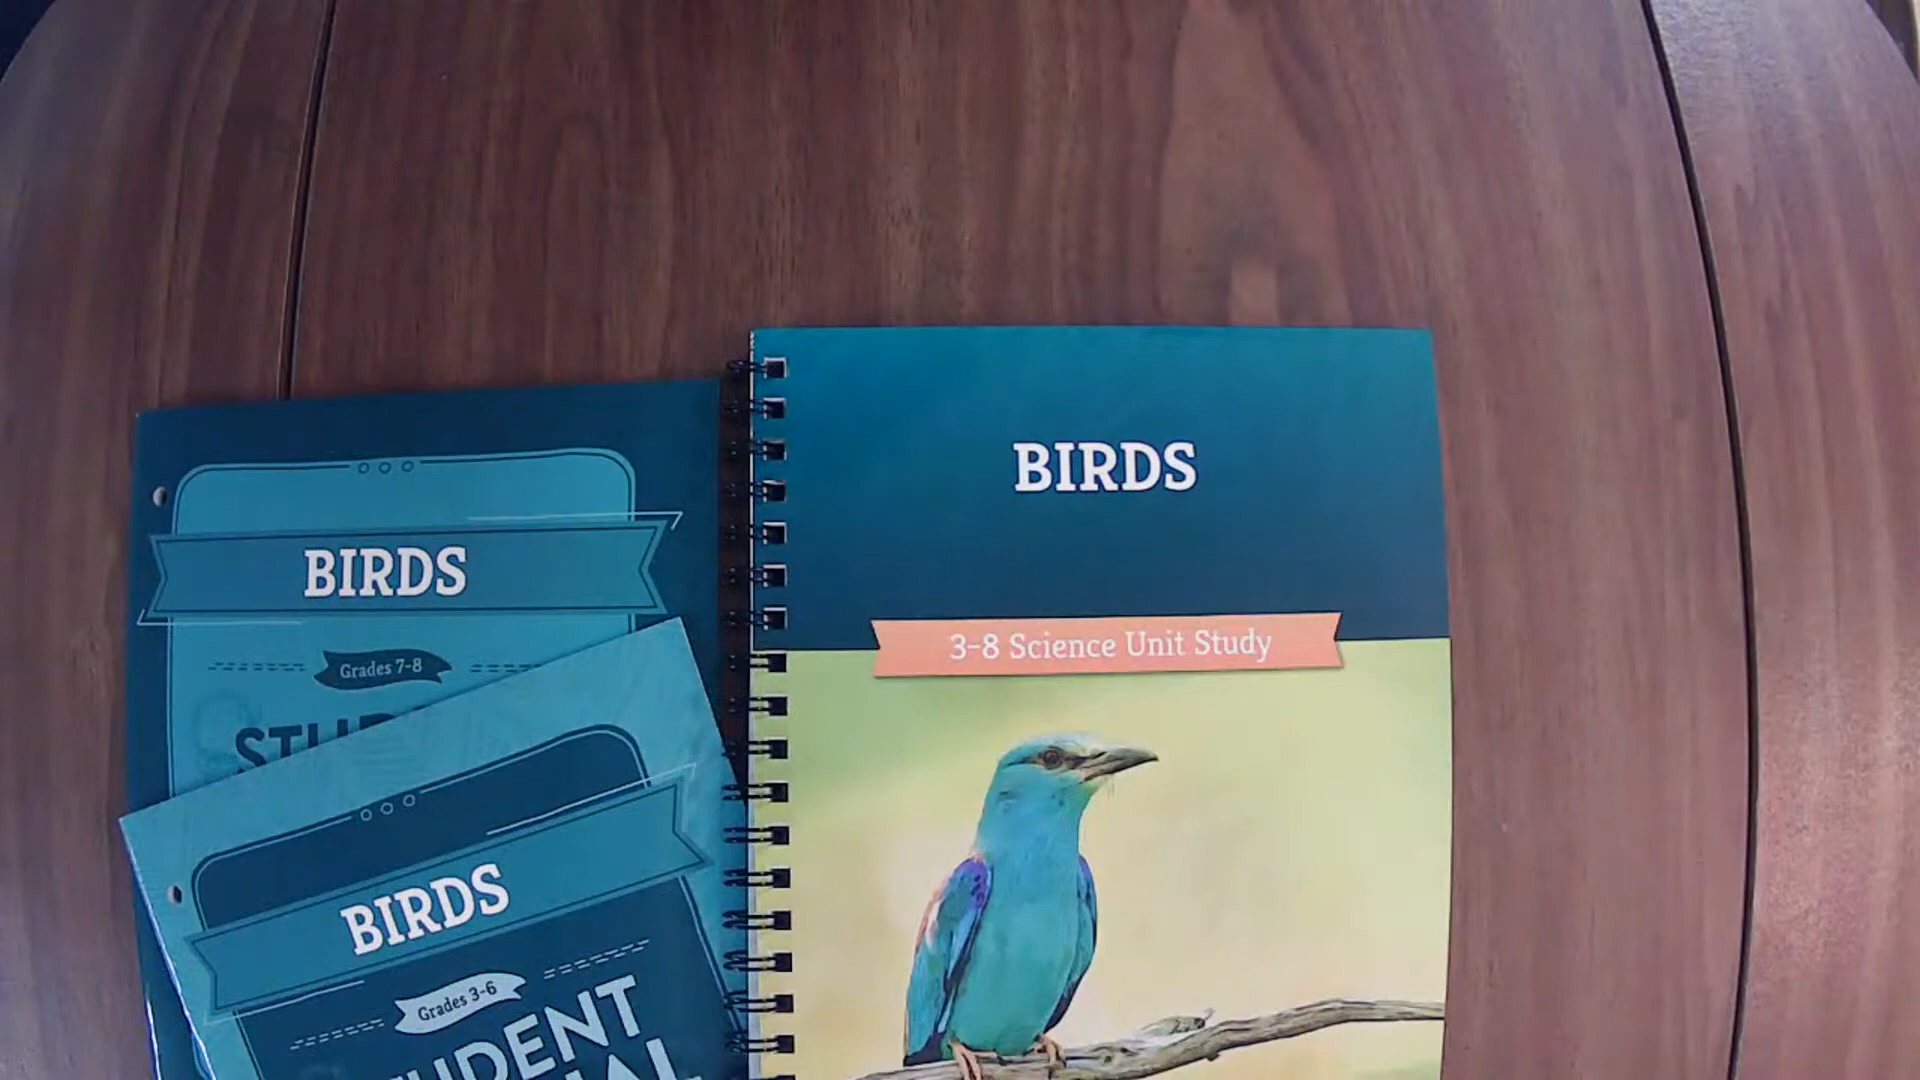 BIRDS
Grades 7-8
BIRDS
Grades 3-6
BIRDS
3-8 Science Unit Study